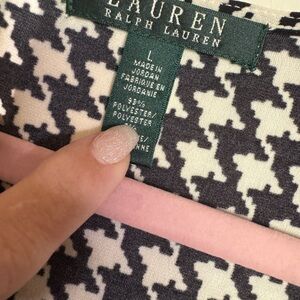 LAUREN
RALPH LAUREN
L
MADE IN
JORDAN
FABRIQUÉ EN
JORDANIE
POLYESTER/
POLYESTER